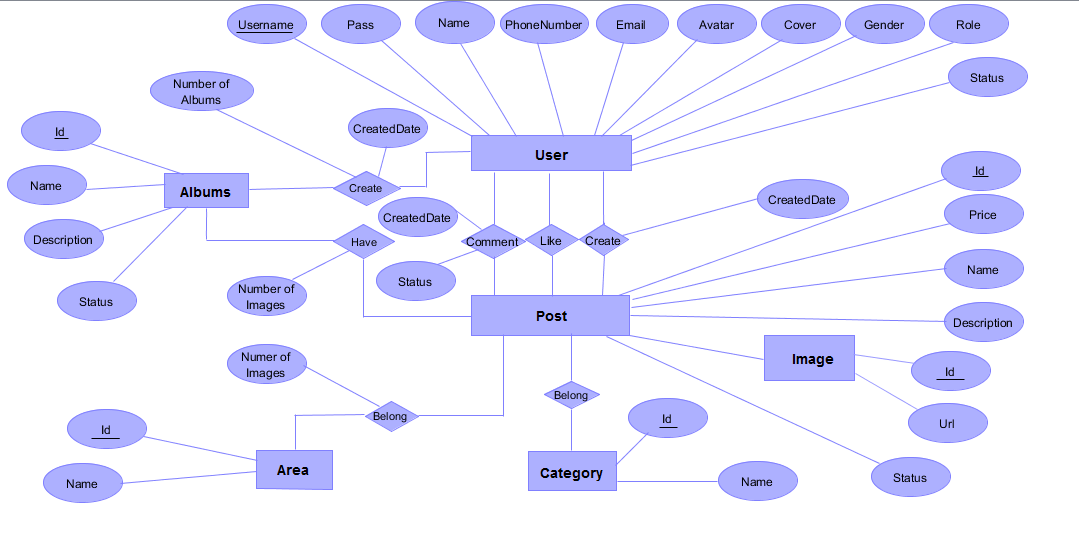 Username
Pass
Name
PhoneNumber
Email
Avatar
Cover
Gender
Role
Status
Number of
Albums
CreatedDate
Id
User
Name
Albums
Create
Id
CreatedDate
Price
CreatedDate
Description
Have
Comment
Like
Create
Name
Status
Status
Number of
Images
Post
Description
Numer of
Images
Image
Id
Belong
Belong
Id
Url
Id
Area
Category
Name
Name
Status